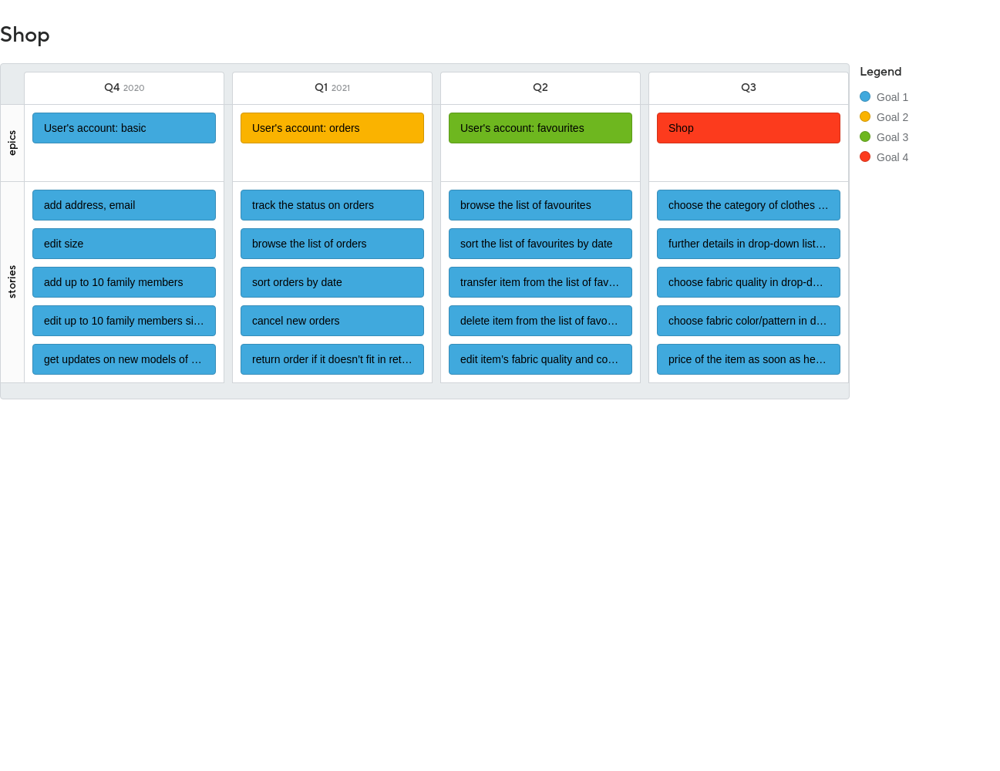 Shop
Q4 2020
Q1 2021
Q2
Q3
Legend
Goal 1
Goal 2
Goal 3
Goal 4
epics
User's account: basic
User's account: orders
User's account: favourites
Shop
stories
add address, email
track the status on orders
browse the list of favourites
choose the category of clothes …
edit size
browse the list of orders
sort the list of favourites by date
further details in drop-down list…
add up to 10 family members
sort orders by date
transfer item from the list of fav…
choose fabric quality in drop-d…
edit up to 10 family members si…
cancel new orders
delete item from the list of favo…
choose fabric color/pattern in d…
get updates on new models of …
return order if it doesn’t fit in ret…
edit item’s fabric quality and co…
price of the item as soon as he…